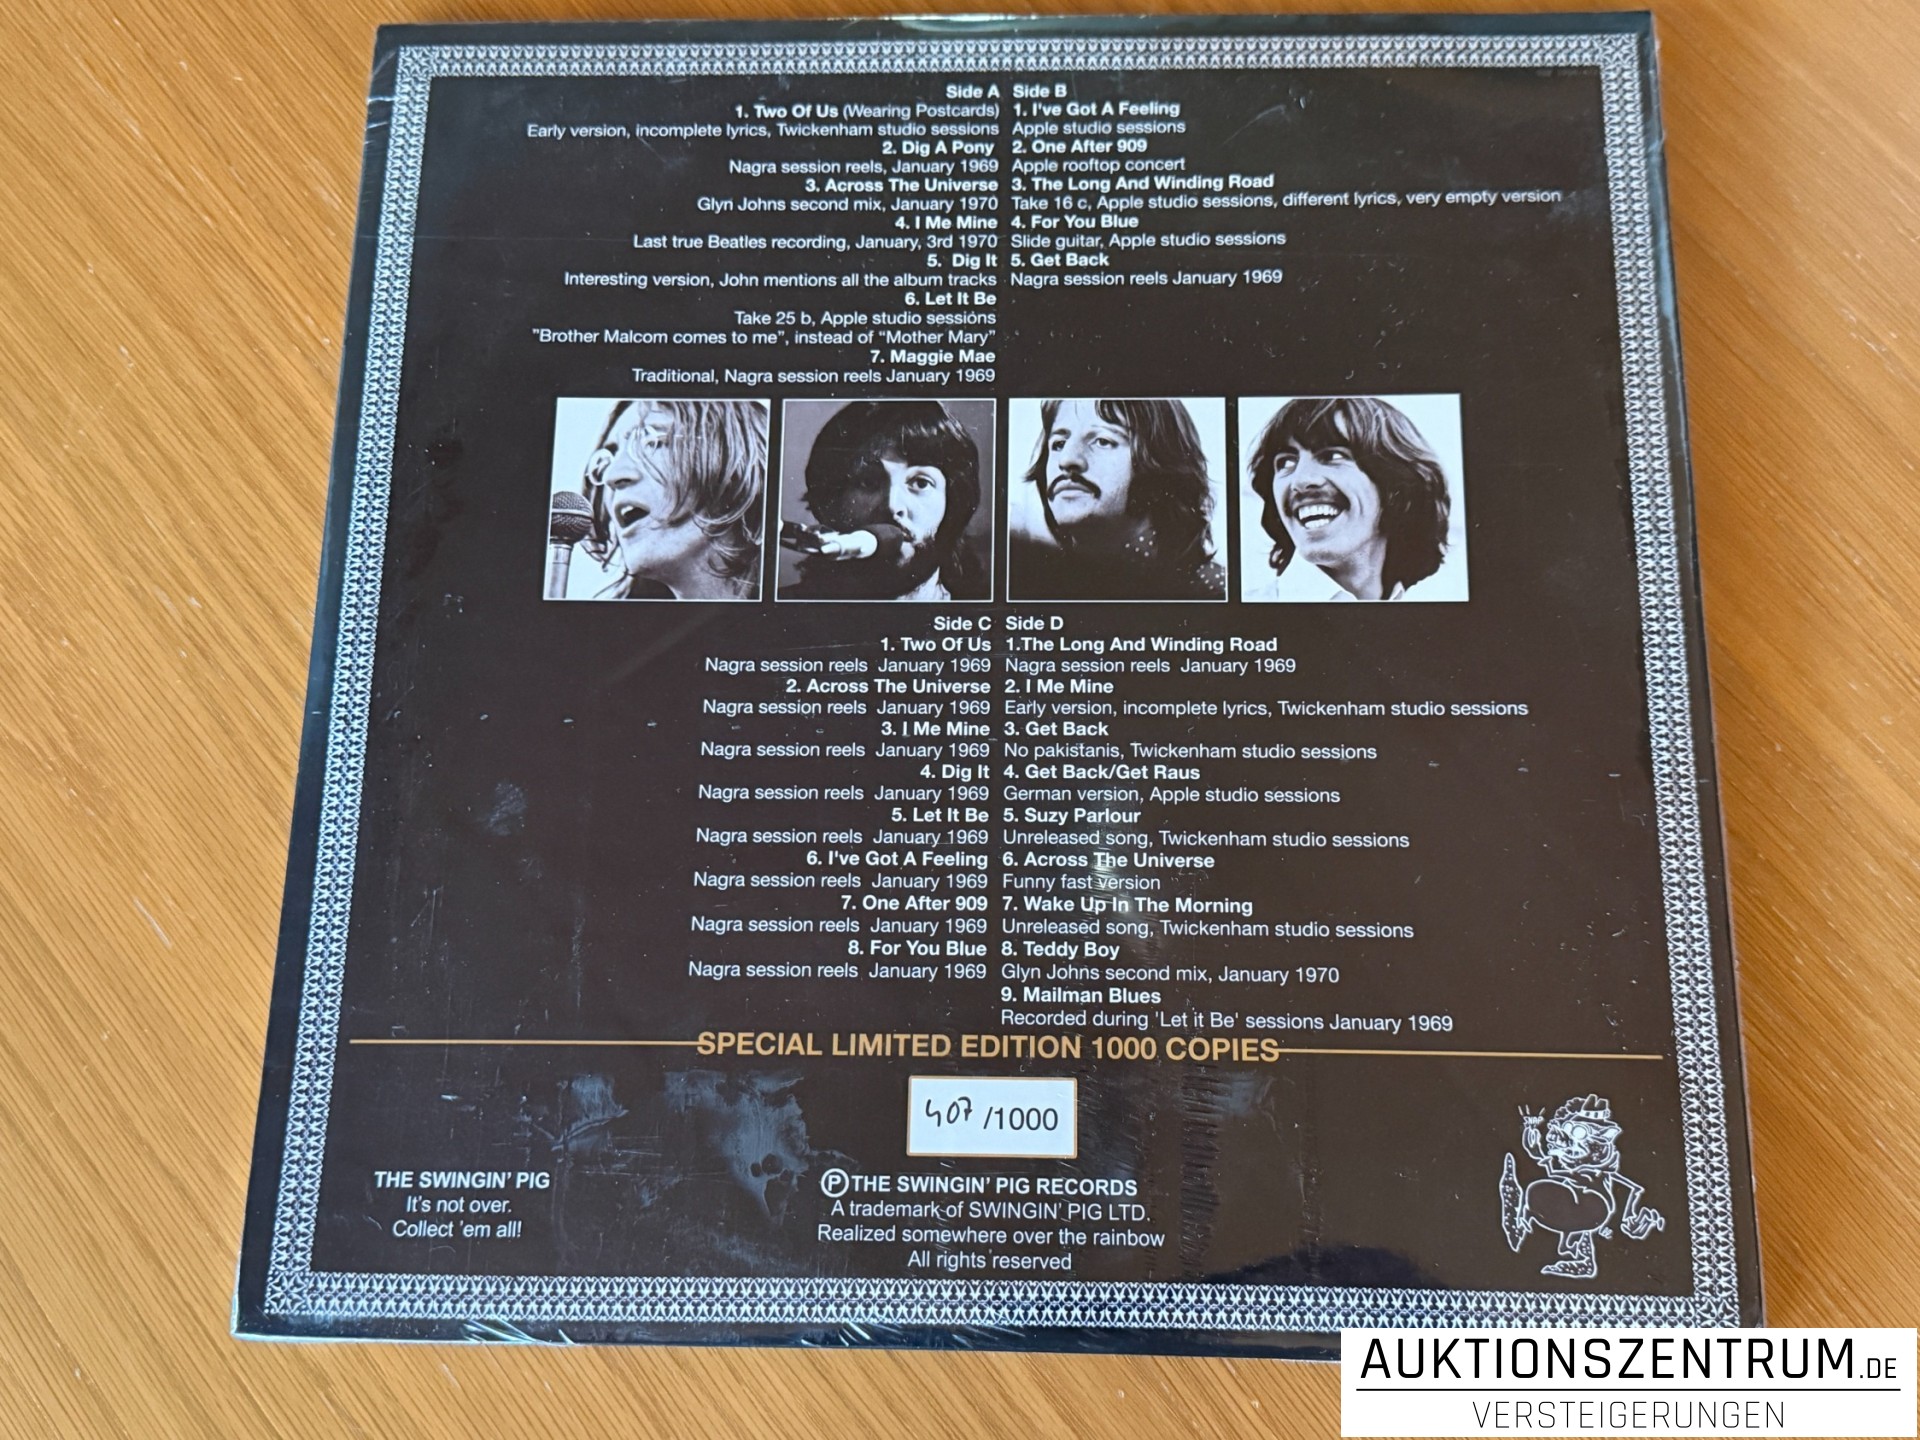 Side A
1. Two Of Us (Wearing Postcards)
Early version, incomplete lyrics, Twickenham studio sessions
2. Dig A Pony
Nagra session reels, January 1969
3. Across The Universe
Glyn Johns second mix, January 1970
4. I Me Mine
Last true Beatles recording, January, 3rd 1970
5. Dig It
Interesting version, John mentions all the album tracks
6. Let It Be
Take 25 b, Apple studio sessions
"Brother Malcom comes to me", instead of "Mother Mary"
7. Maggie Mae
Traditional, Nagra session reels January 1969
Side B
1. I've Got A Feeling
Apple studio sessions
2. One After 909
Apple rooftop concert
3. The Long And Winding Road
Take 16 c, Apple studio sessions, different lyrics, very empty version
4. For You Blue
Slide guitar, Apple studio sessions
5. Get Back
Nagra session reels January 1969
Side C
1. Two Of Us
Nagra session reels January 1969
2. Across The Universe
Nagra session reels January 1969
3. I Me Mine
Nagra session reels January 1969
4. Dig It
Nagra session reels January 1969
5. Let It Be
Nagra session reels January 1969
6. I've Got A Feeling
Nagra session reels January 1969
7. One After 909
Nagra session reels January 1969
8. For You Blue
Nagra session reels January 1969
Side D
1.The Long And Winding Road
Nagra session reels January 1969
2. I Me Mine
Early version, incomplete lyrics, Twickenham studio sessions
3. Get Back
No pakistanis, Twickenham studio sessions
4. Get Back/Get Raus
German version, Apple studio sessions
5. Suzy Parlour
Unreleased song, Twickenham studio sessions
6. Across The Universe
Funny fast version
7. Wake Up In The Morning
Unreleased song, Twickenham studio sessions
8. Teddy Boy
Glyn Johns second mix, January 1970
9. Mailman Blues
Recorded during 'Let it Be' sessions January 1969
SPECIAL LIMITED EDITION 1000 COPIES
407 /1000
THE SWINGIN' PIG
It's not over.
Collect 'em all!
℗ THE SWINGIN' PIG RECORDS
A trademark of SWINGIN' PIG LTD.
Realized somewhere over the rainbow
All rights reserved
SNAP
AUKTIONSZENTRUM.DE
VERSTEIGERUNGEN